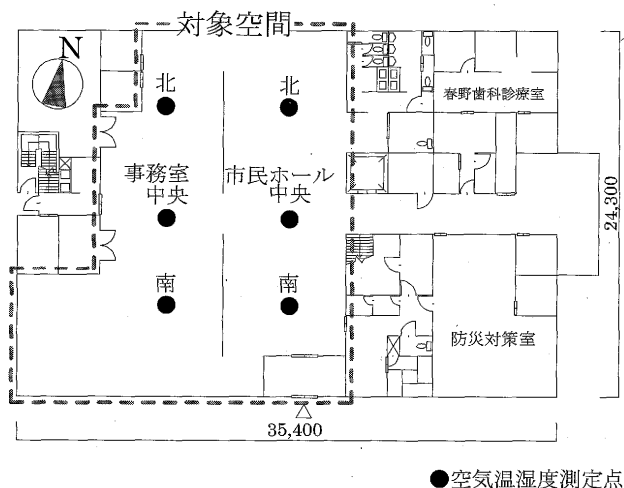 対象空間
N
北
北
春野歯科診療室
事務室
中央
市民ホール
中央
24,300
南
南
防災対策室
35,400
●空気温湿度測定点